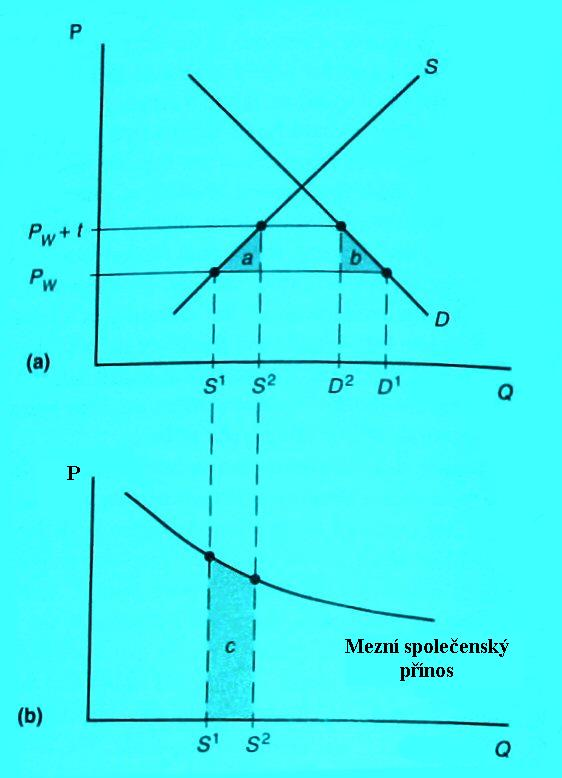 P
S
P_W + t
P_W
a
b
D
(a)
S¹ S² D² D¹
Q
P
c
Mezní společenský
přínos
(b)
S¹ S²
Q